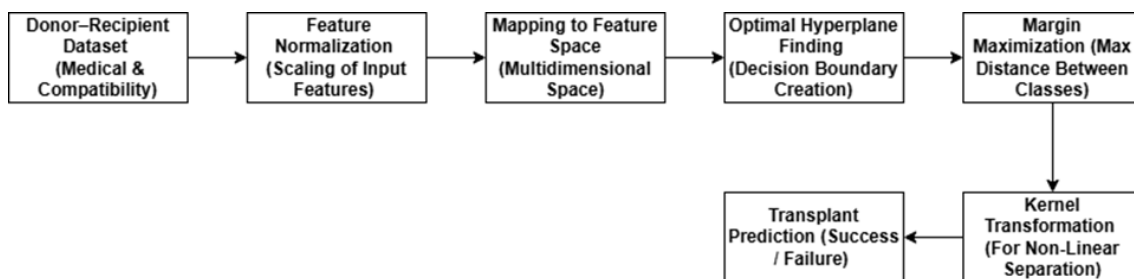 Donor–Recipient
Dataset
(Medical &
Compatibility)
Feature
Normalization
(Scaling of Input
Features)
Mapping to Feature
Space
(Multidimensional
Space)
Optimal Hyperplane
Finding
(Decision Boundary
Creation)
Margin
Maximization (Max
Distance Between
Classes)
Kernel
Transformation
(For Non-Linear
Separation)
Transplant
Prediction (Success
/ Failure)